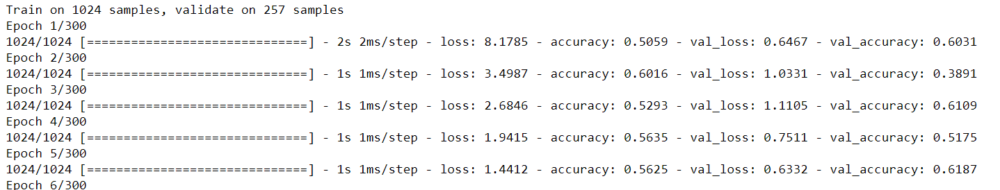 Train on 1024 samples, validate on 257 samples
Epoch 1/300
1024/1024 [==============================] - 2s 2ms/step - loss: 8.1785 - accuracy: 0.5059 - val_loss: 0.6467 - val_accuracy: 0.6031
Epoch 2/300
1024/1024 [==============================] - 1s 1ms/step - loss: 3.4987 - accuracy: 0.6016 - val_loss: 1.0331 - val_accuracy: 0.3891
Epoch 3/300
1024/1024 [==============================] - 1s 1ms/step - loss: 2.6846 - accuracy: 0.5293 - val_loss: 1.1105 - val_accuracy: 0.6109
Epoch 4/300
1024/1024 [==============================] - 1s 1ms/step - loss: 1.9415 - accuracy: 0.5635 - val_loss: 0.7511 - val_accuracy: 0.5175
Epoch 5/300
1024/1024 [==============================] - 1s 1ms/step - loss: 1.4412 - accuracy: 0.5625 - val_loss: 0.6332 - val_accuracy: 0.6187
Epoch 6/300